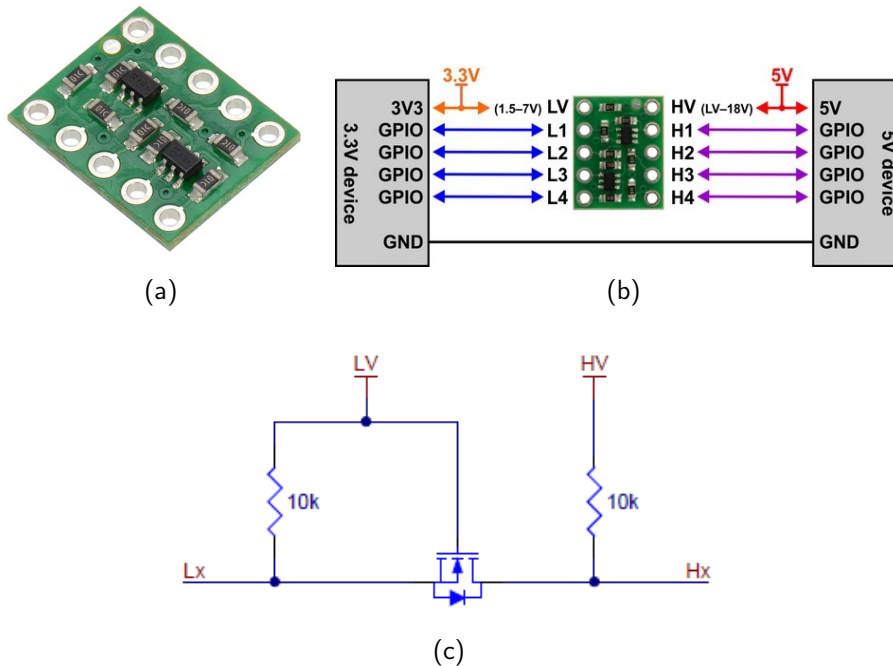 3.3V
5V
3V3
(1.5–7V)
LV
HV
(LV–18V)
5V
GPIO
L1
H1
GPIO
GPIO
L2
H2
GPIO
GPIO
L3
H3
GPIO
GPIO
L4
H4
GPIO
GND
GND
3.3V device
5V device
(a)
(b)
LV
HV
10k
10k
Lx
Hx
(c)